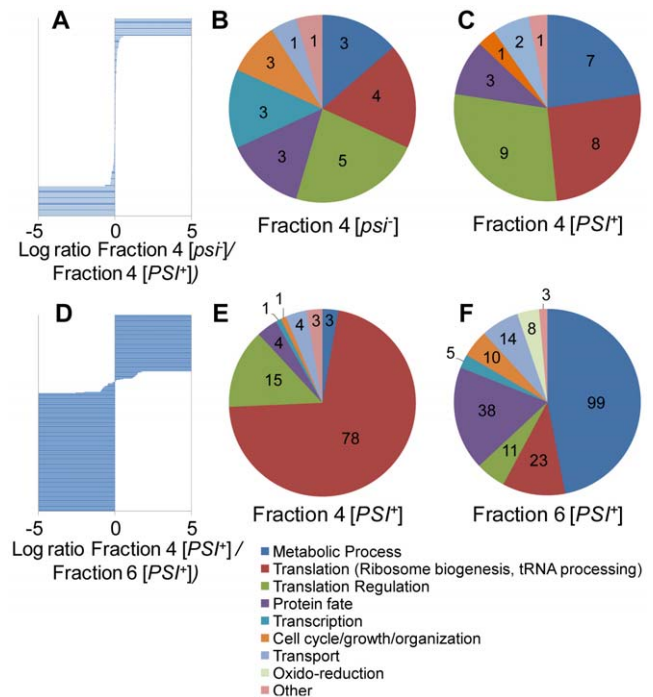 A
-5 0 5
Log ratio Fraction 4 [psi-]/
Fraction 4 [PSI+])
B
1
1
3
3
4
3
3
5
Fraction 4 [psi-]
C
1
2
1
7
3
9
8
Fraction 4 [PSI+]
D
-5 0 5
Log ratio Fraction 4 [PSI+] /
Fraction 6 [PSI+])
E
1
1
4
3
3
4
15
78
Fraction 4 [PSI+]
F
3
8
14
10
5
99
38
11
23
Fraction 6 [PSI+]
Metabolic Process
Translation (Ribosome biogenesis, tRNA processing)
Translation Regulation
Protein fate
Transcription
Cell cycle/growth/organization
Transport
Oxido-reduction
Other